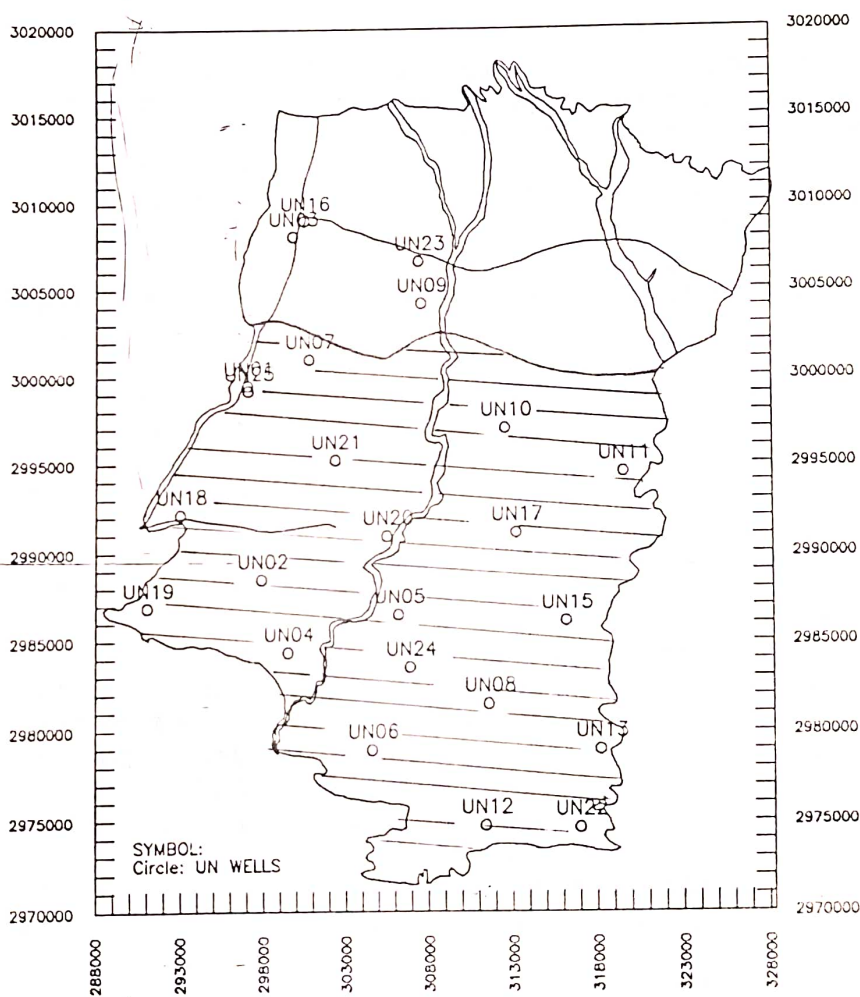 3020000
3020000
3015000
3015000
3010000
3010000
UN16
UN03
UN23
3005000
3005000
UN09
UN07
3000000
3000000
UN01
UN25
UN10
UN21
UN11
2995000
2995000
UN18
UN20
UN17
2990000
2990000
UN02
UN19
UN05
UN15
2985000
2985000
UN04
UN24
UN08
2980000
2980000
UN06
UN13
2975000
2975000
UN12
UN22
SYMBOL:
Circle: UN WELLS
2970000
2970000
288000
293000
298000
303000
308000
313000
318000
323000
328000